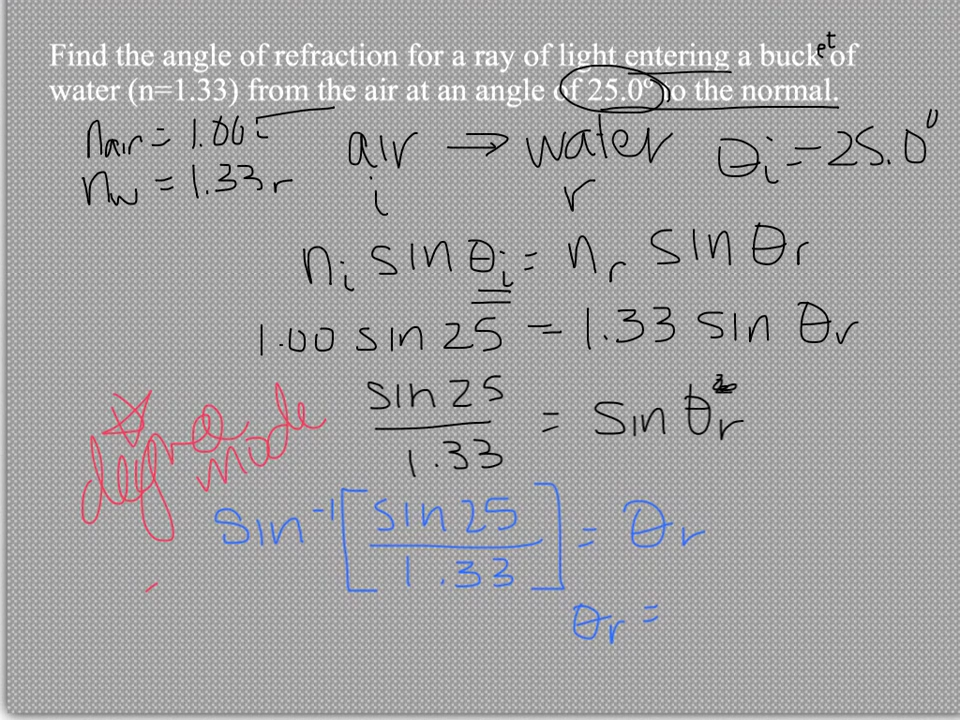 Find the angle of refraction for a ray of light entering a bucket of
water (n=1.33) from the air at an angle of 25.0° to the normal.
nair = 1.00 i air → water θi = 25.0°
nw = 1.33 r i r
ni sin θi = nr sin θr
1.00 sin 25 = 1.33 sin θr
sin 25 / 1.33 = sin θr
degree mode
sin⁻¹ [ sin 25 / 1.33 ] = θr
θr =